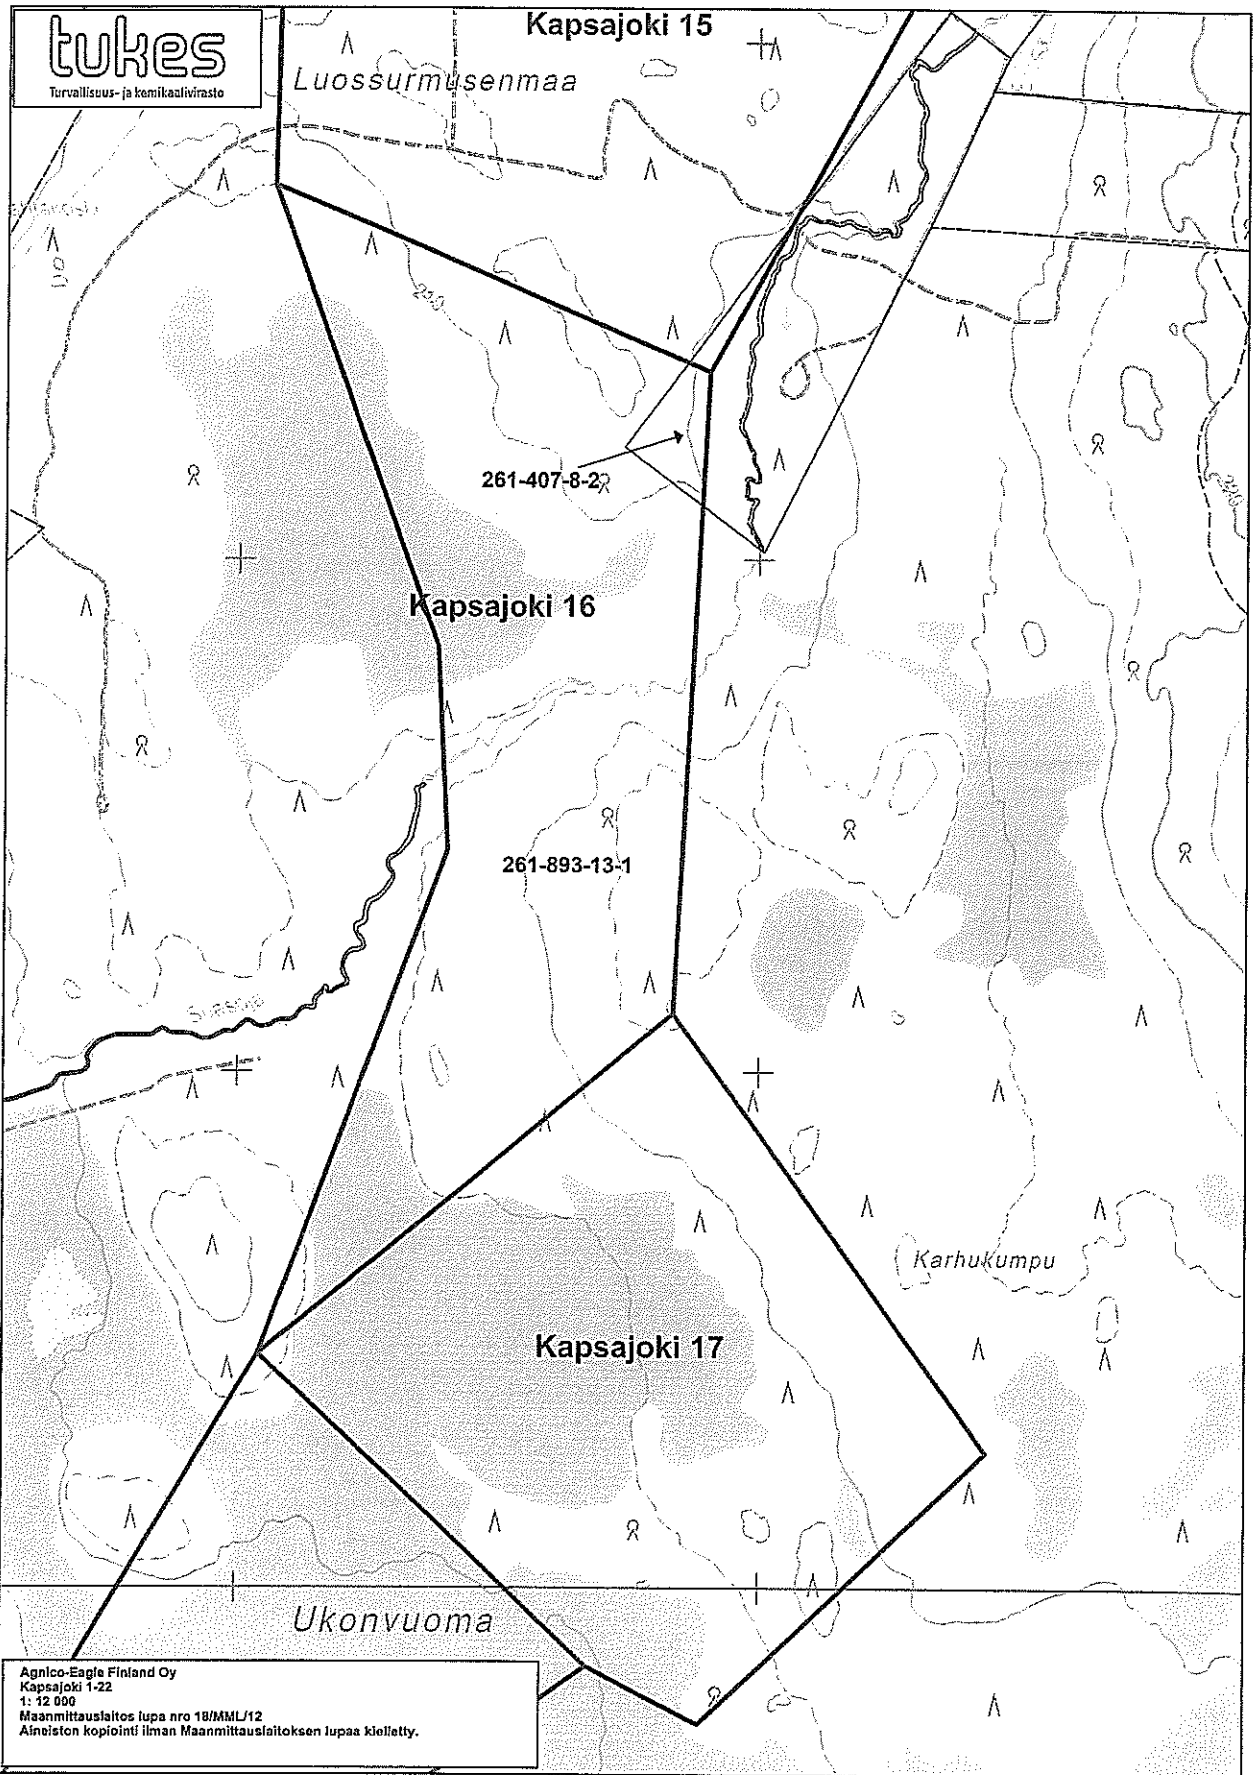 tukes
Turvallisuus- ja kemikaalivirasto
Kapsajoki 15
Luossurmusenmaa
210
261-407-8-2
220
Kapsajoki 16
261-893-13-1
Karhukumpu
Kapsajoki 17
Ukonvuoma
Agnico-Eagle Finland Oy
Kapsajoki 1-22
1: 12 000
Maanmittauslaitos lupa nro 18/MML/12
Aineiston kopiointi ilman Maanmittauslaitoksen lupaa kielletty.